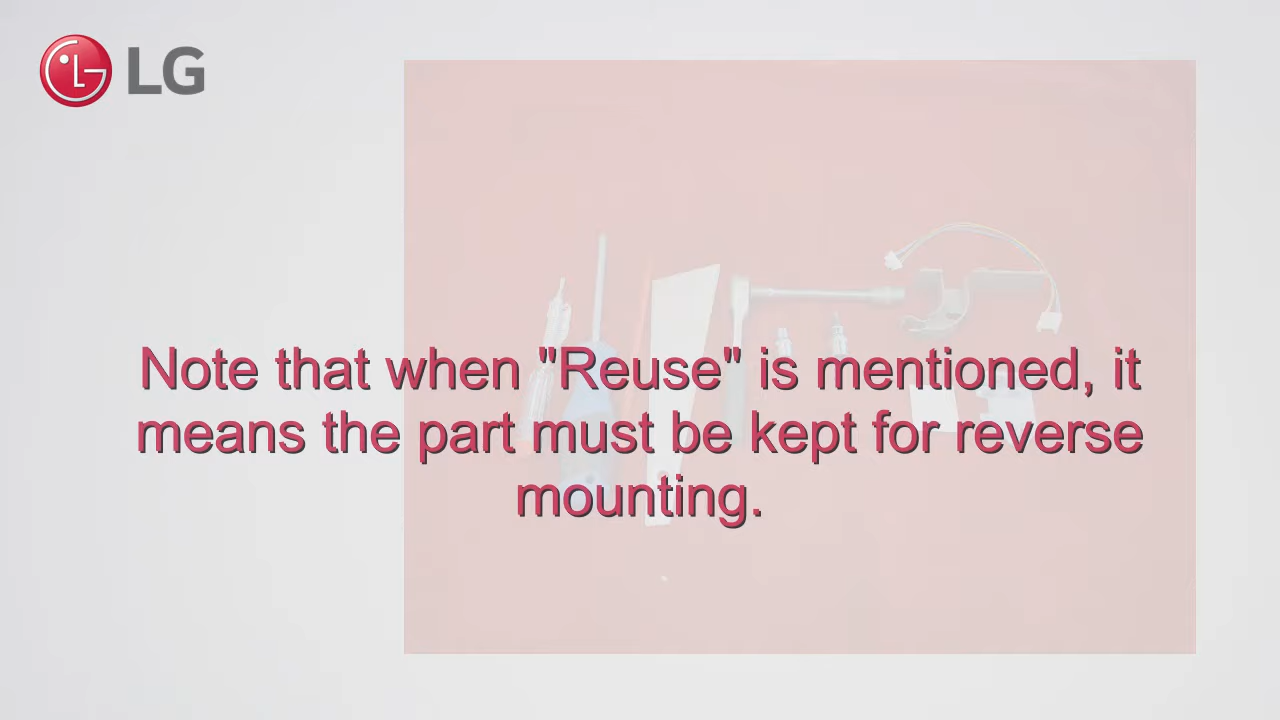 LG
Note that when "Reuse" is mentioned, it
means the part must be kept for reverse
mounting.